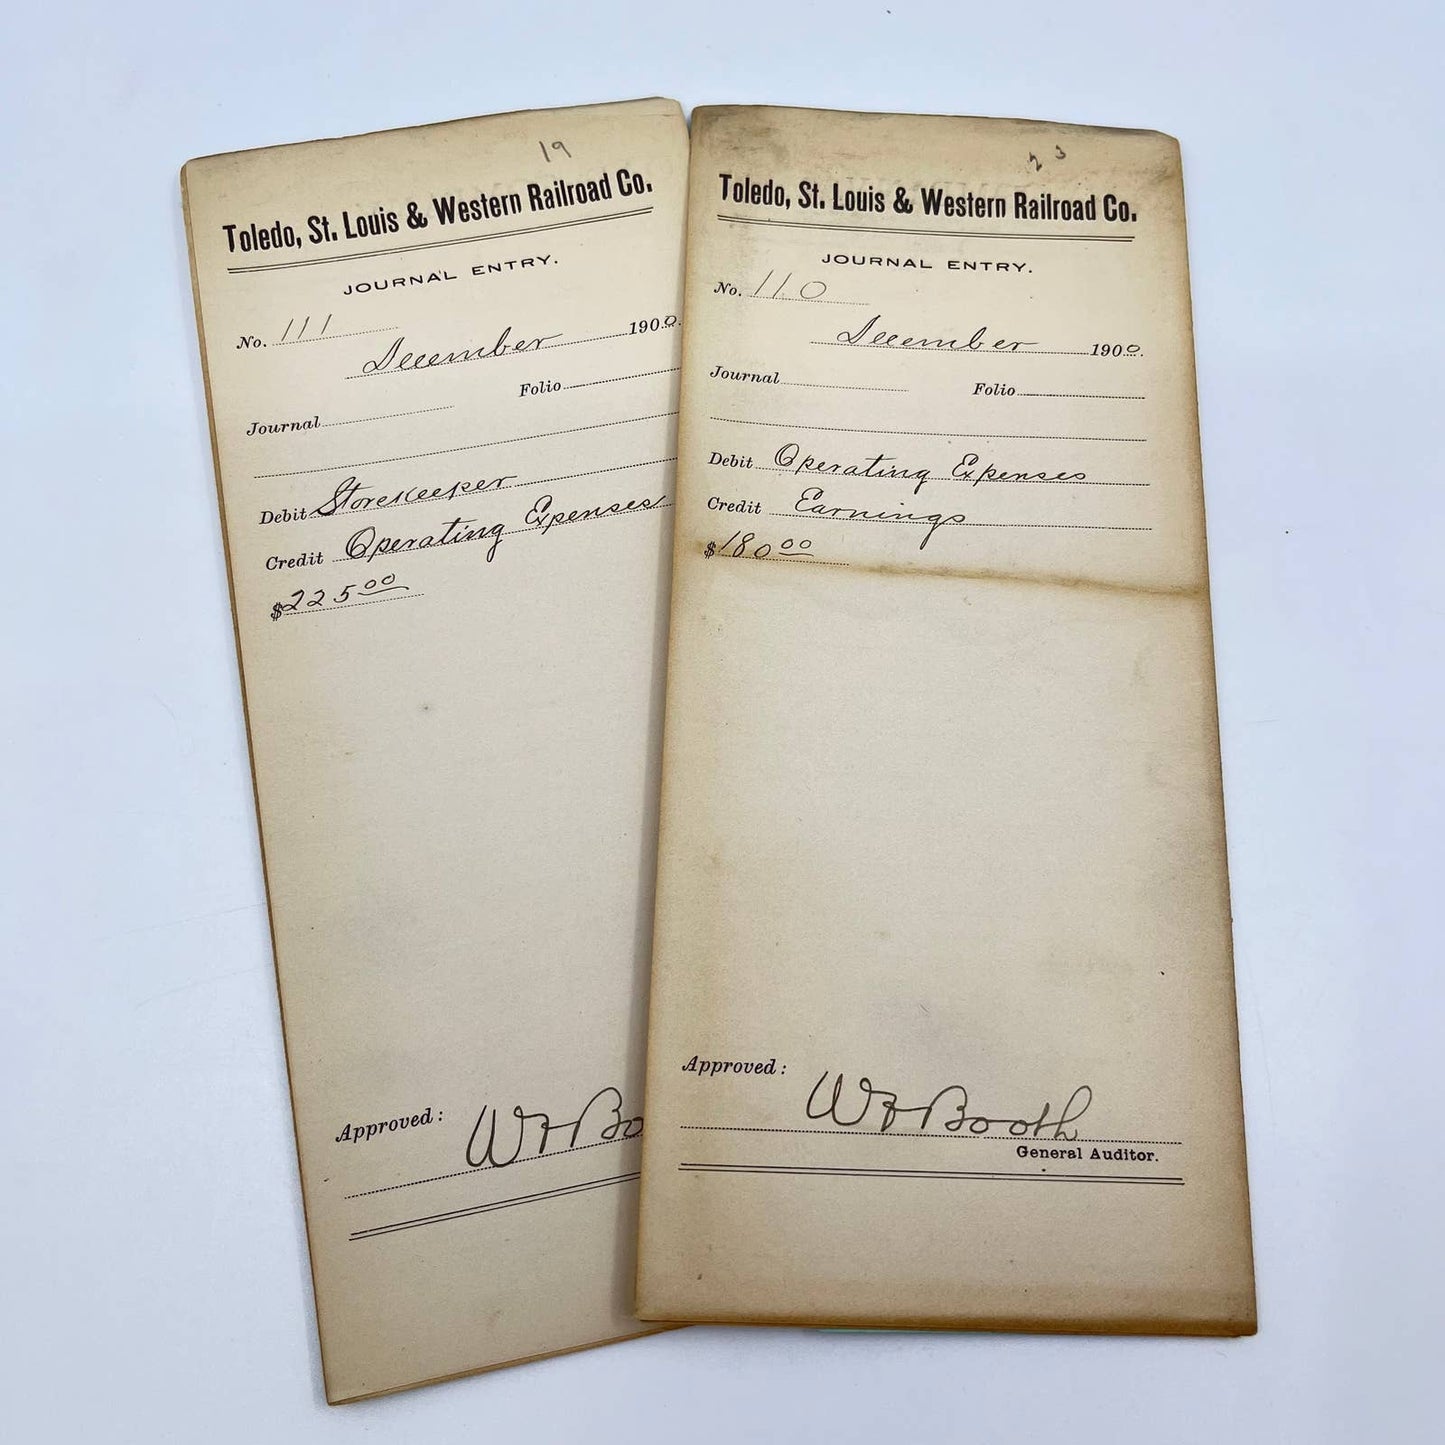 19
Toledo, St. Louis & Western Railroad Co.
JOURNAL ENTRY.
No. 111
December 1900.
Journal Folio
Debit Storekeeper
Credit Operating Expenses
$225.00
Approved:
W F Bo
23
Toledo, St. Louis & Western Railroad Co.
JOURNAL ENTRY.
No. 110
December 1900.
Journal Folio
Debit Operating Expenses
Credit Earnings
$180.00
Approved:
W F Booth
General Auditor.